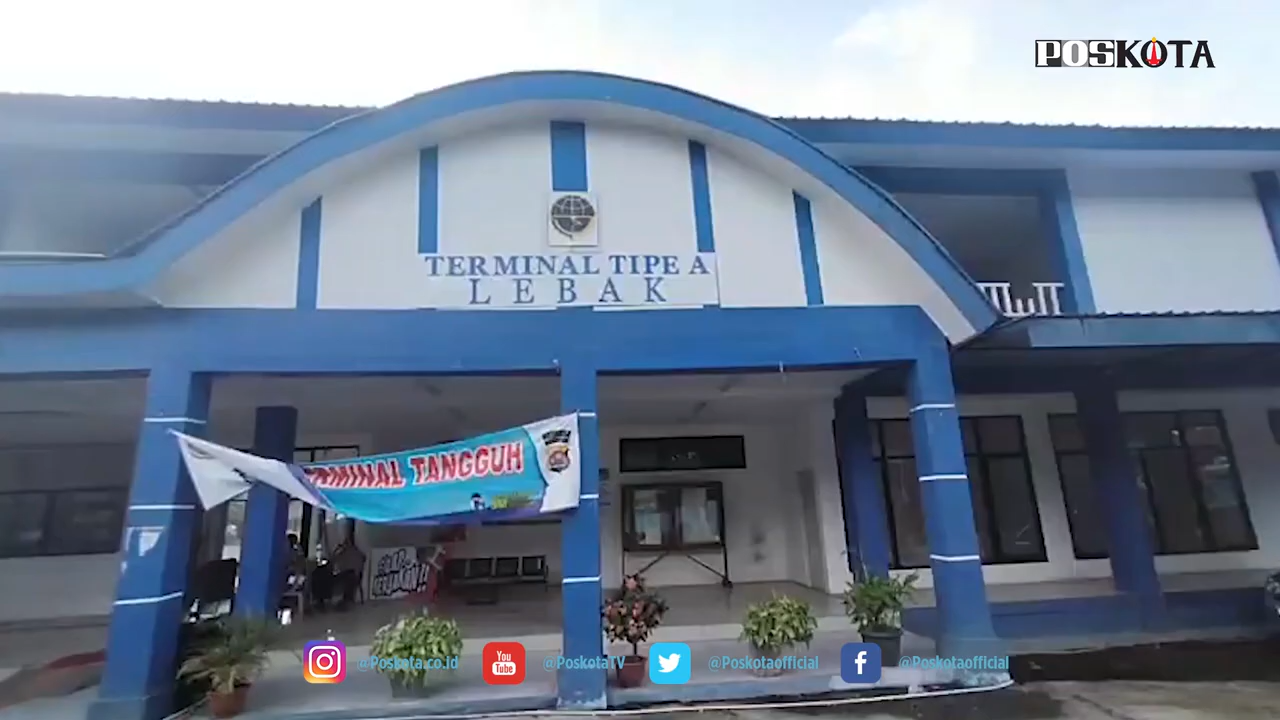 POSKOTA
TERMINAL TIPE A
LEBAK
TERMINAL TANGGUH
@Poskota.co.id
You
Tube
@PoskotaTV
@Poskotaofficial
@Poskotaofficial